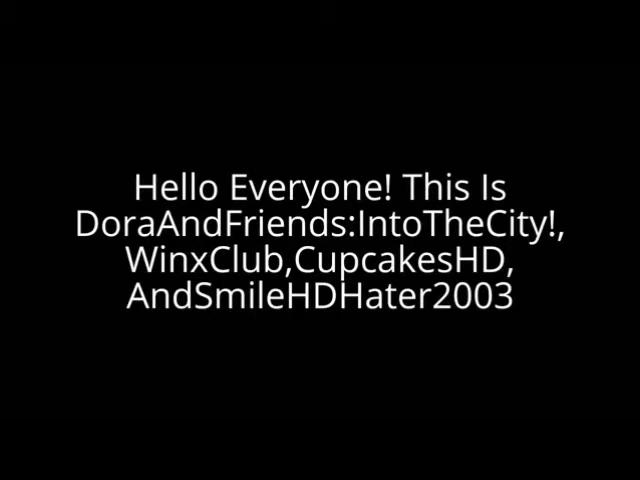 Hello Everyone! This Is
DoraAndFriends:IntoTheCity!,
WinxClub,CupcakesHD,
AndSmileHDHater2003